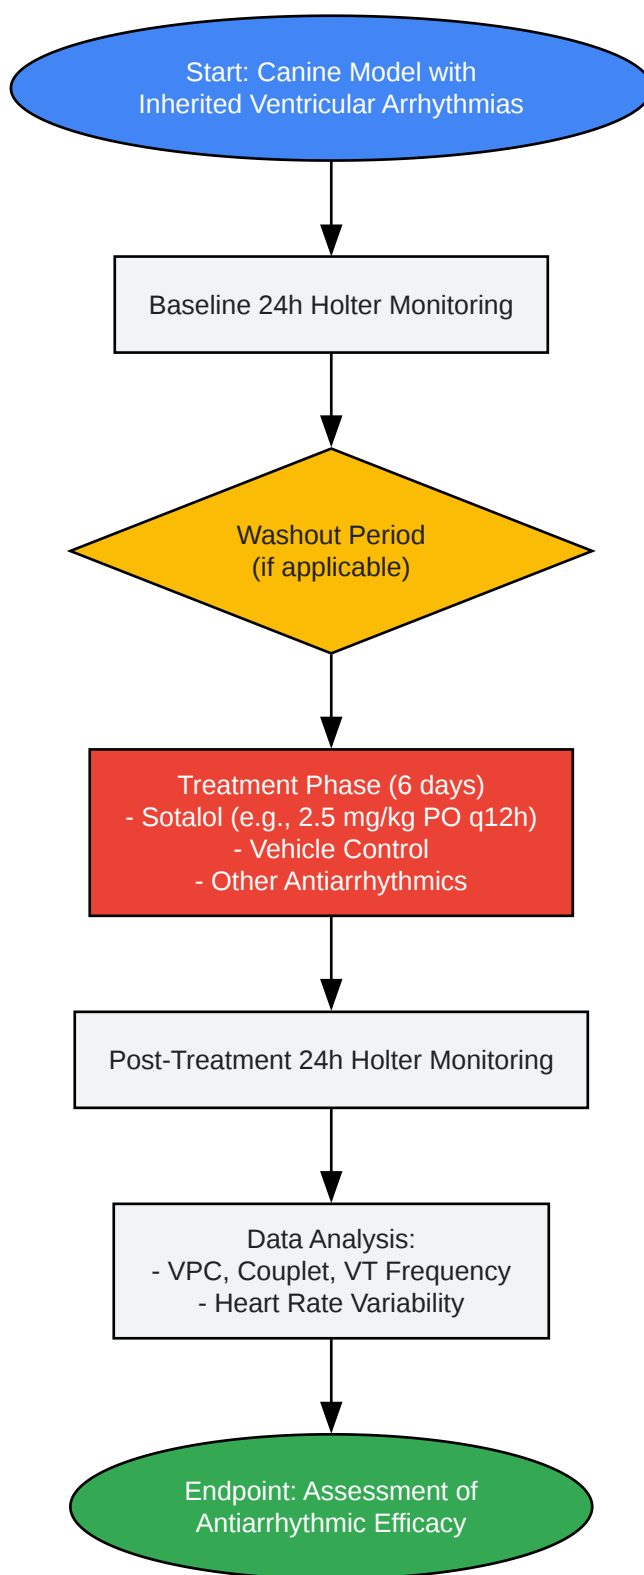 Start: Canine Model with
Inherited Ventricular Arrhythmias
Baseline 24h Holter Monitoring
Washout Period
(if applicable)
Treatment Phase (6 days)
- Sotalol (e.g., 2.5 mg/kg PO q12h)
- Vehicle Control
- Other Antiarrhythmics
Post-Treatment 24h Holter Monitoring
Data Analysis:
- VPC, Couplet, VT Frequency
- Heart Rate Variability
Endpoint: Assessment of
Antiarrhythmic Efficacy